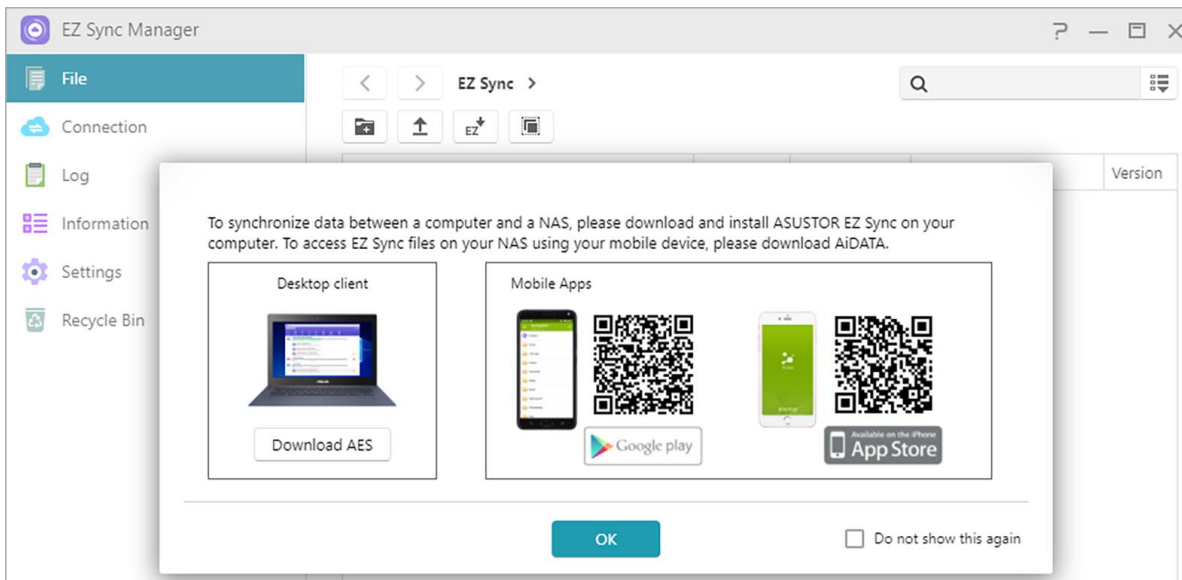 EZ Sync Manager
File
Connection
Log
Information
Settings
Recycle Bin
EZ Sync >
EZ
Version
To synchronize data between a computer and a NAS, please download and install ASUSTOR EZ Sync on your
computer. To access EZ Sync files on your NAS using your mobile device, please download AiDATA.
Desktop client
Download AES
Mobile Apps
Google play
Available on the iPhone
App Store
OK
Do not show this again